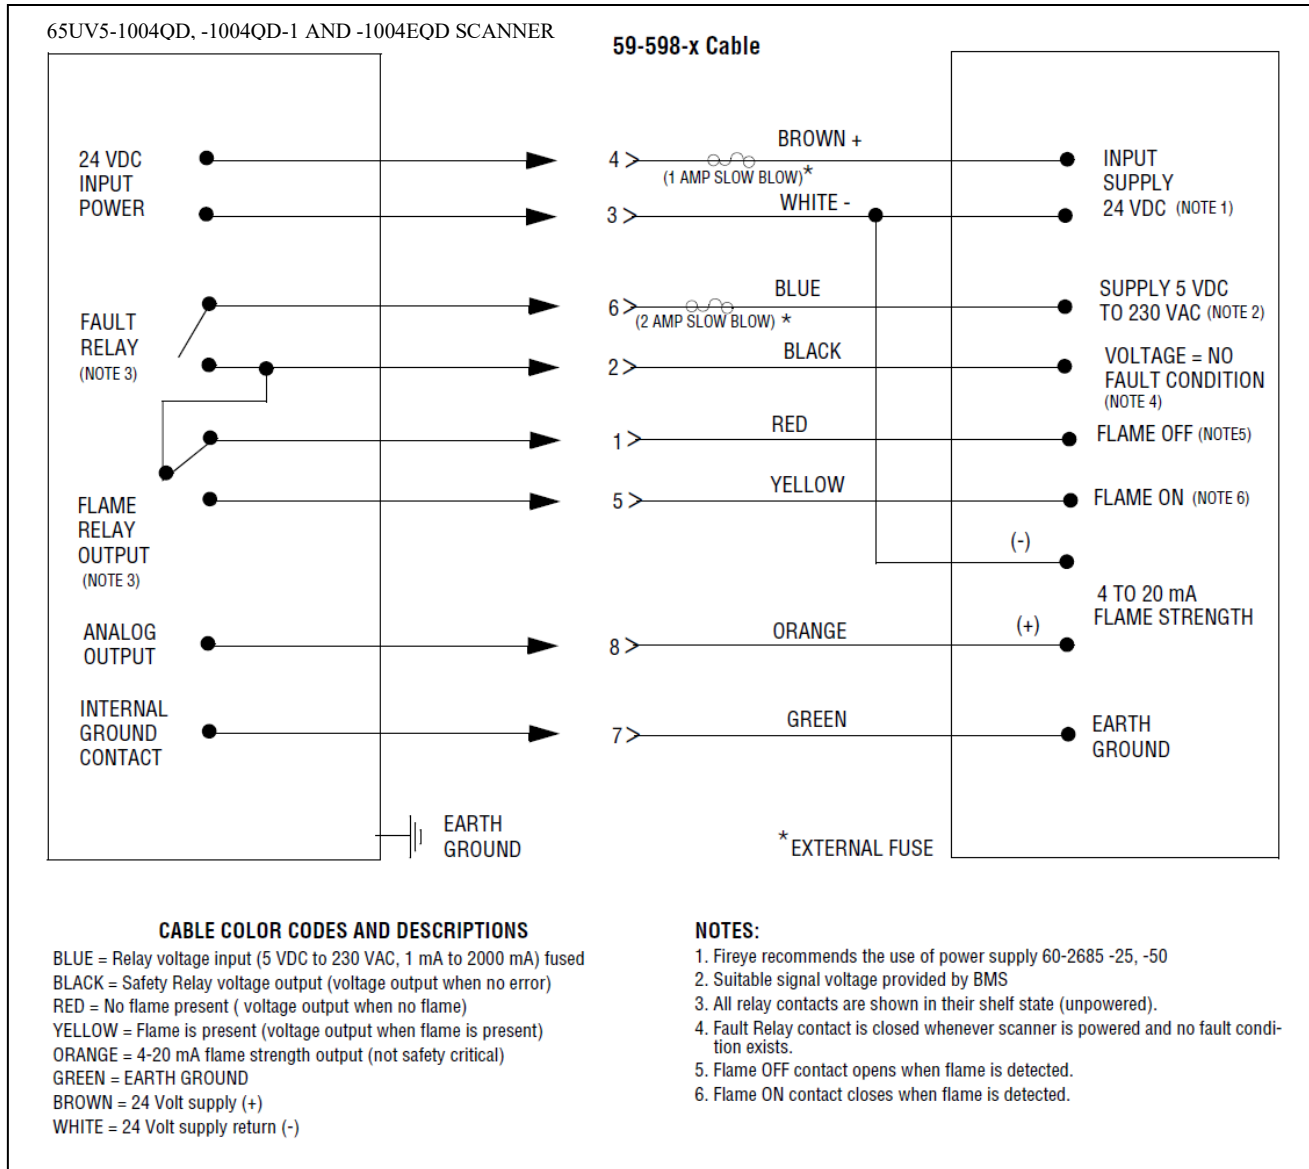 65UV5-1004QD, -1004QD-1 AND -1004EQD SCANNER
59-598-x Cable
24 VDC
INPUT
POWER
4
BROWN +
(1 AMP SLOW BLOW)*
INPUT
SUPPLY
24 VDC (NOTE 1)
3
WHITE -
FAULT
RELAY
(NOTE 3)
6
BLUE
(2 AMP SLOW BLOW) *
SUPPLY 5 VDC
TO 230 VAC (NOTE 2)
2
BLACK
VOLTAGE = NO
FAULT CONDITION
(NOTE 4)
1
RED
FLAME OFF (NOTE5)
FLAME
RELAY
OUTPUT
(NOTE 3)
5
YELLOW
FLAME ON (NOTE 6)
(-)
4 TO 20 mA
FLAME STRENGTH
(+)
ANALOG
OUTPUT
8
ORANGE
INTERNAL
GROUND
CONTACT
7
GREEN
EARTH
GROUND
EARTH
GROUND
*EXTERNAL FUSE
CABLE COLOR CODES AND DESCRIPTIONS
BLUE = Relay voltage input (5 VDC to 230 VAC, 1 mA to 2000 mA) fused
BLACK = Safety Relay voltage output (voltage output when no error)
RED = No flame present ( voltage output when no flame)
YELLOW = Flame is present (voltage output when flame is present)
ORANGE = 4-20 mA flame strength output (not safety critical)
GREEN = EARTH GROUND
BROWN = 24 Volt supply (+)
WHITE = 24 Volt supply return (-)
NOTES:
1. Fireye recommends the use of power supply 60-2685 -25, -50
2. Suitable signal voltage provided by BMS
3. All relay contacts are shown in their shelf state (unpowered).
4. Fault Relay contact is closed whenever scanner is powered and no fault condi-
tion exists.
5. Flame OFF contact opens when flame is detected.
6. Flame ON contact closes when flame is detected.